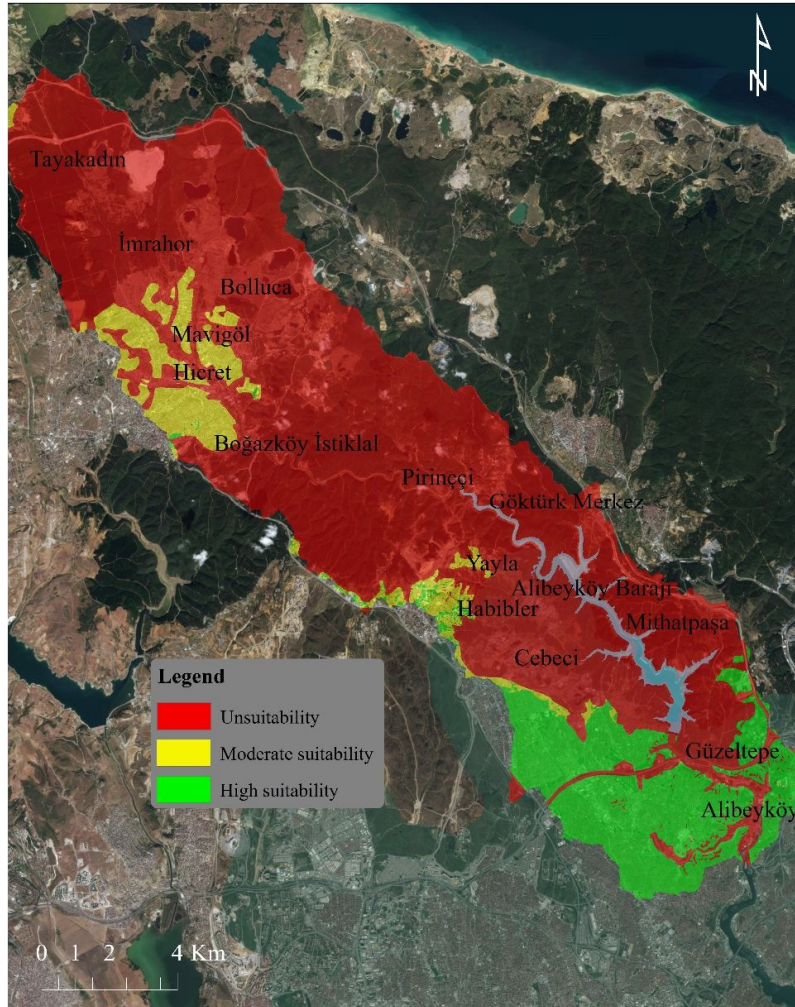 N
Tayakadın
İmrahor
Bolluca
Mavigöl
Hicret
Boğazköy İstiklal
Pirinççi
Göktürk Merkez
Yayla
Alibeyköy Barajı
Habibler
Mithatpaşa
Cebeci
Legend
Unsuitability
Moderate suitability
High suitability
Güzeltepe
Alibeyköy
0 1 2 4 Km